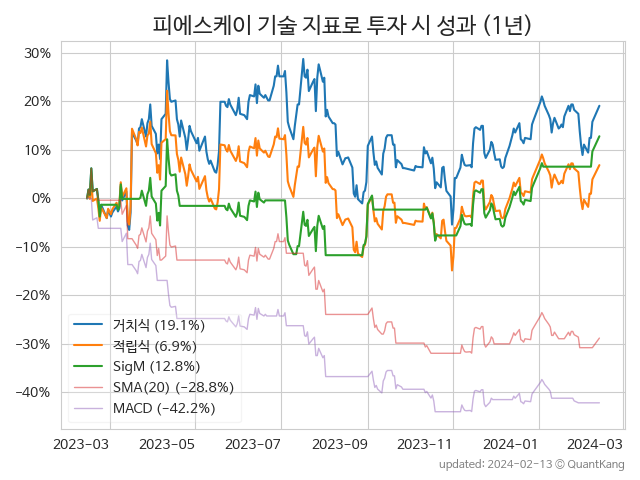 피에스케이 기술 지표로 투자 시 성과 (1년)
30%
20%
10%
0%
−10%
−20%
−30%
−40%
거치식 (19.1%)
적립식 (6.9%)
SigM (12.8%)
SMA(20) (−28.8%)
MACD (−42.2%)
2023-03 2023-05 2023-07 2023-09 2023-11 2024-01 2024-03
updated: 2024-02-13 © QuantKang